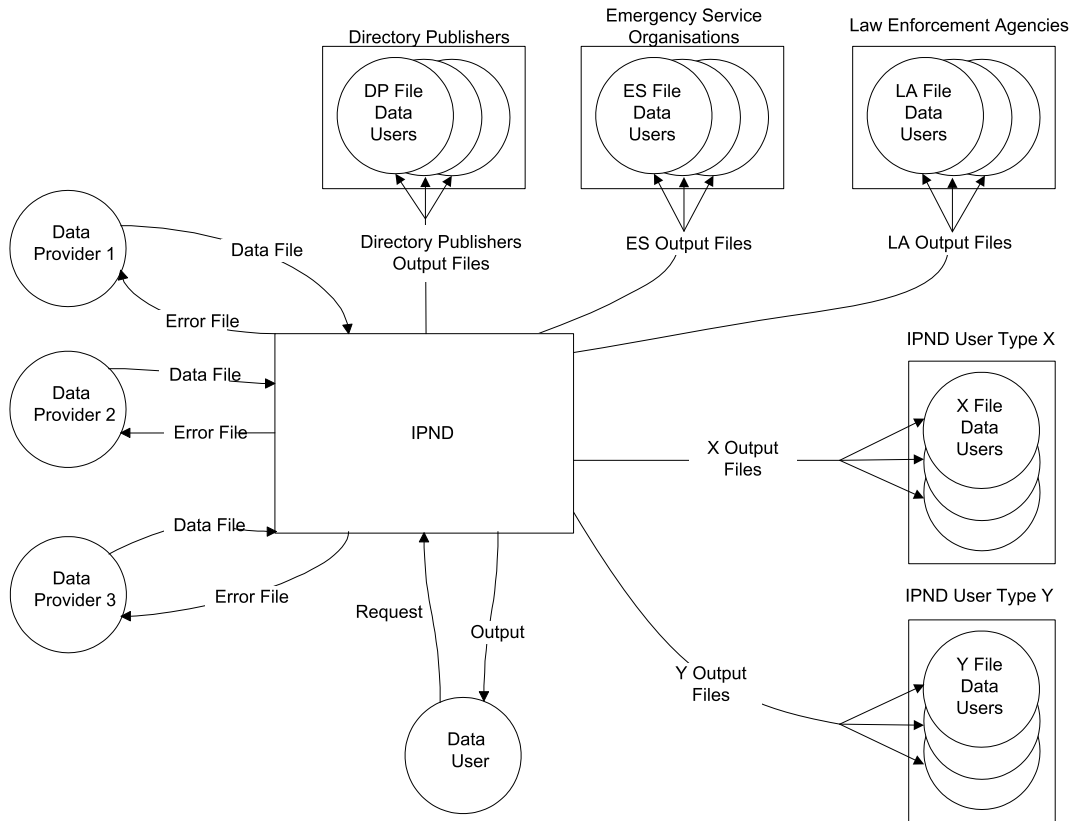 Directory Publishers
Emergency Service
Organisations
Law Enforcement Agencies
DP File
Data
Users
ES File
Data
Users
LA File
Data
Users
Directory Publishers
Output Files
ES Output Files
LA Output Files
Data
Provider 1
Data File
Error File
Data
Provider 2
Data File
Error File
Data
Provider 3
Data File
Error File
IPND
IPND User Type X
X File
Data
Users
X Output
Files
IPND User Type Y
Y File
Data
Users
Y Output
Files
Request
Output
Data
User